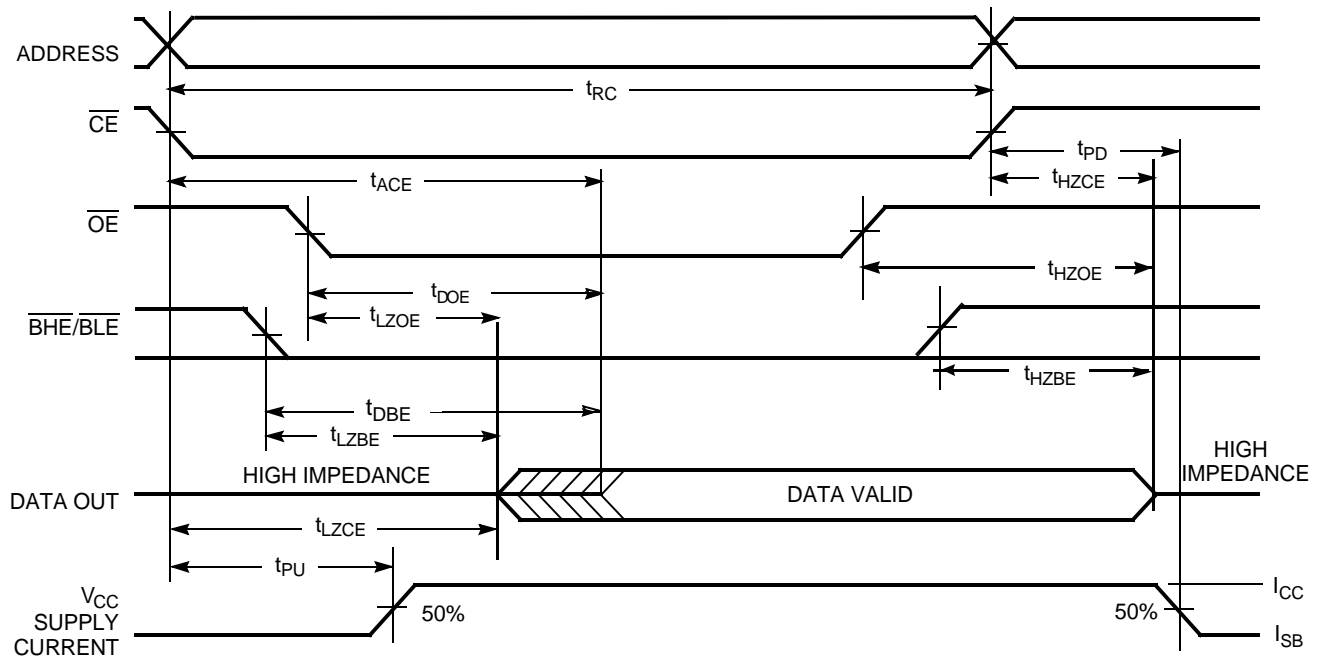 ADDRESS
tRC
CE
tPD
tACE
tHZCE
OE
tHZOE
tDOE
tLZOE
BHE/BLE
tHZBE
tDBE
tLZBE
HIGH IMPEDANCE
HIGH
IMPEDANCE
DATA OUT
DATA VALID
tLZCE
tPU
VCC
SUPPLY
CURRENT
50%
50%
ICC
ISB